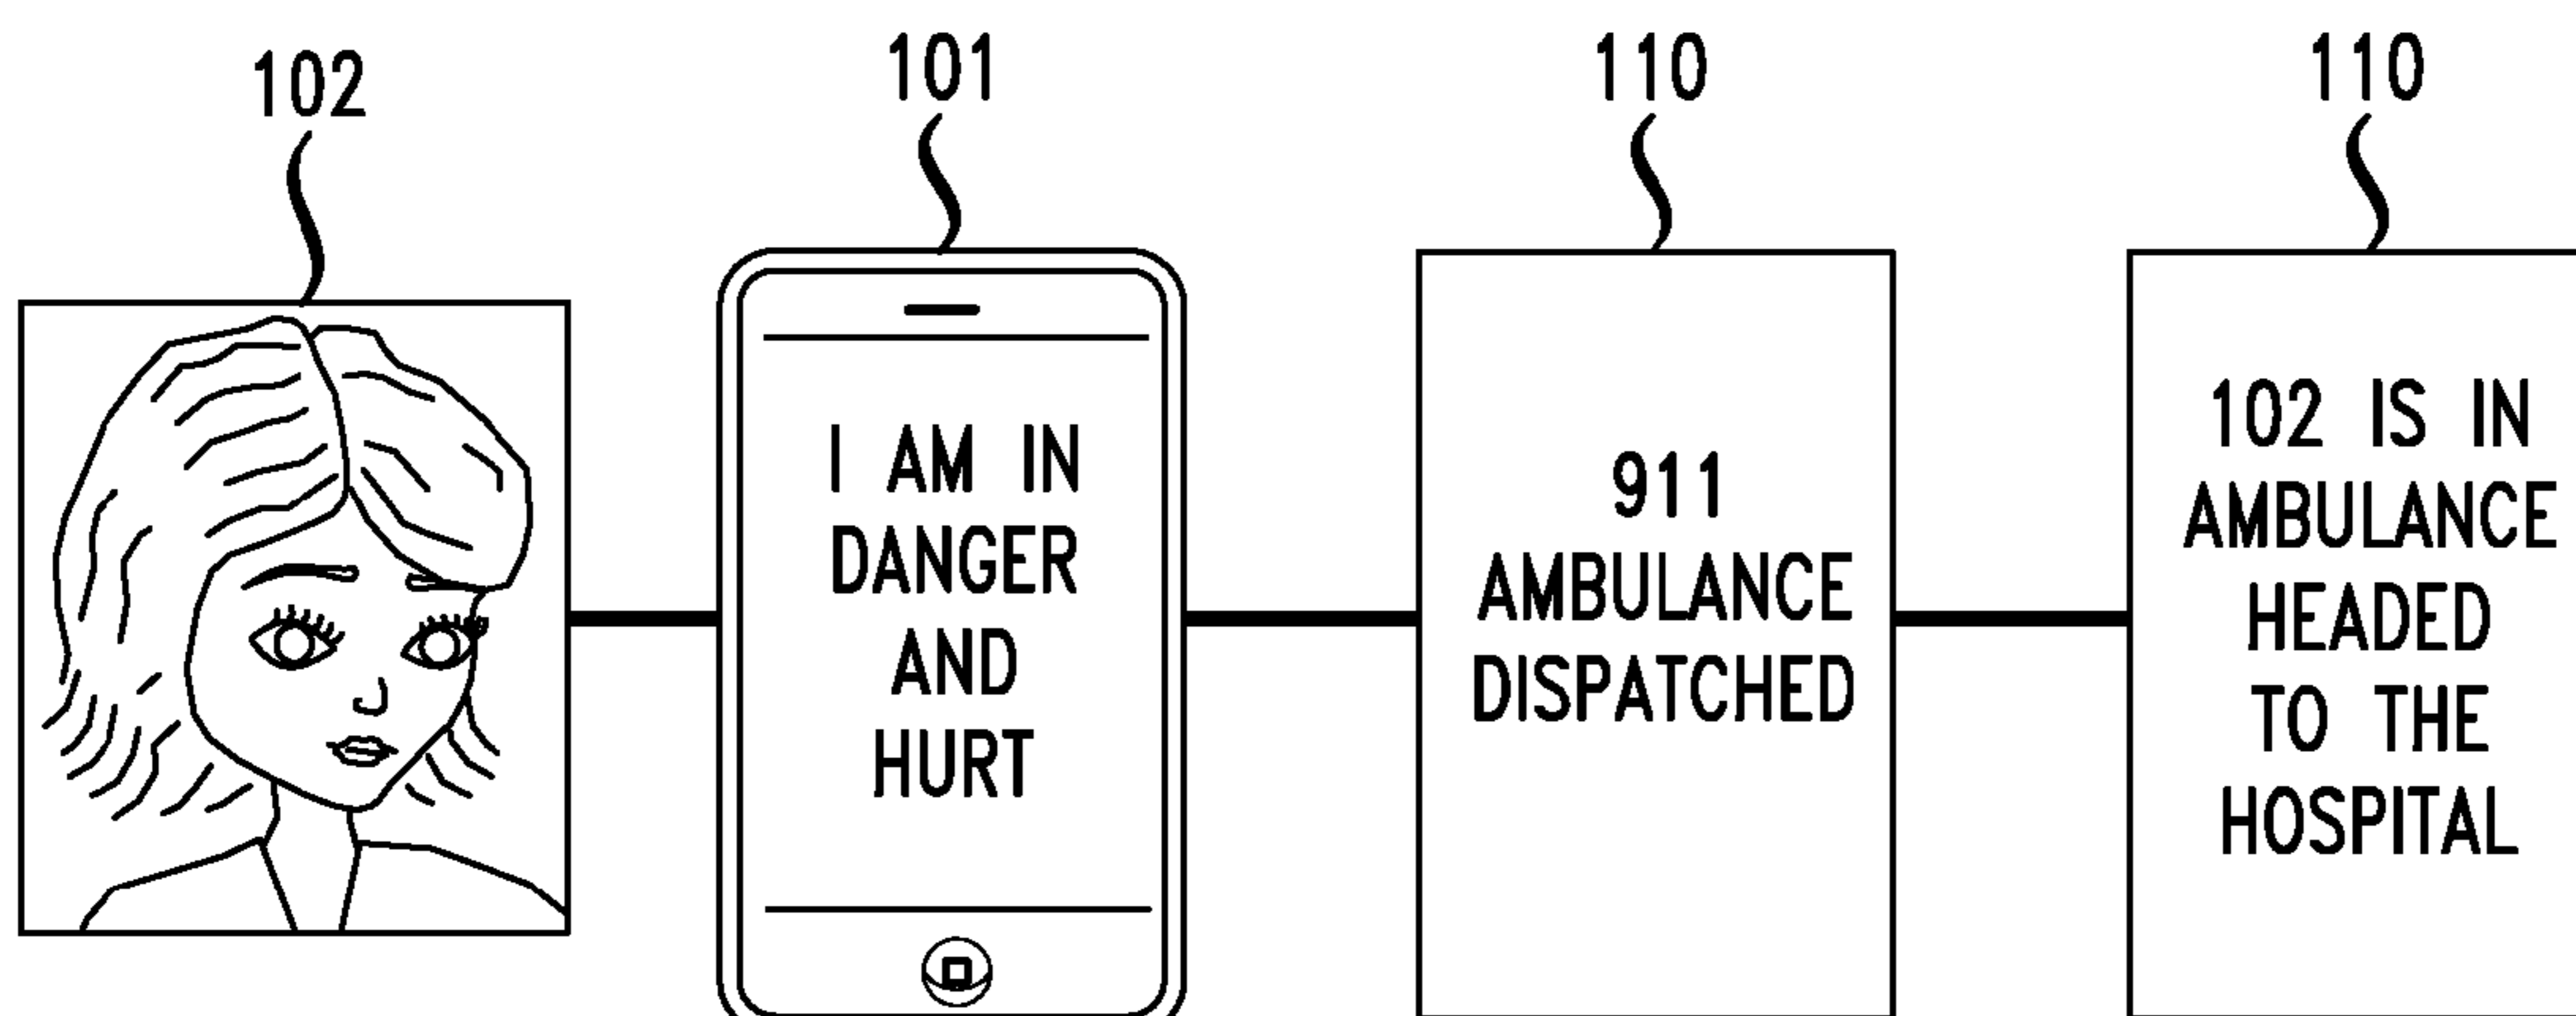 102
101
110
110
I AM IN
DANGER
AND
HURT
911
AMBULANCE
DISPATCHED
102 IS IN
AMBULANCE
HEADED
TO THE
HOSPITAL